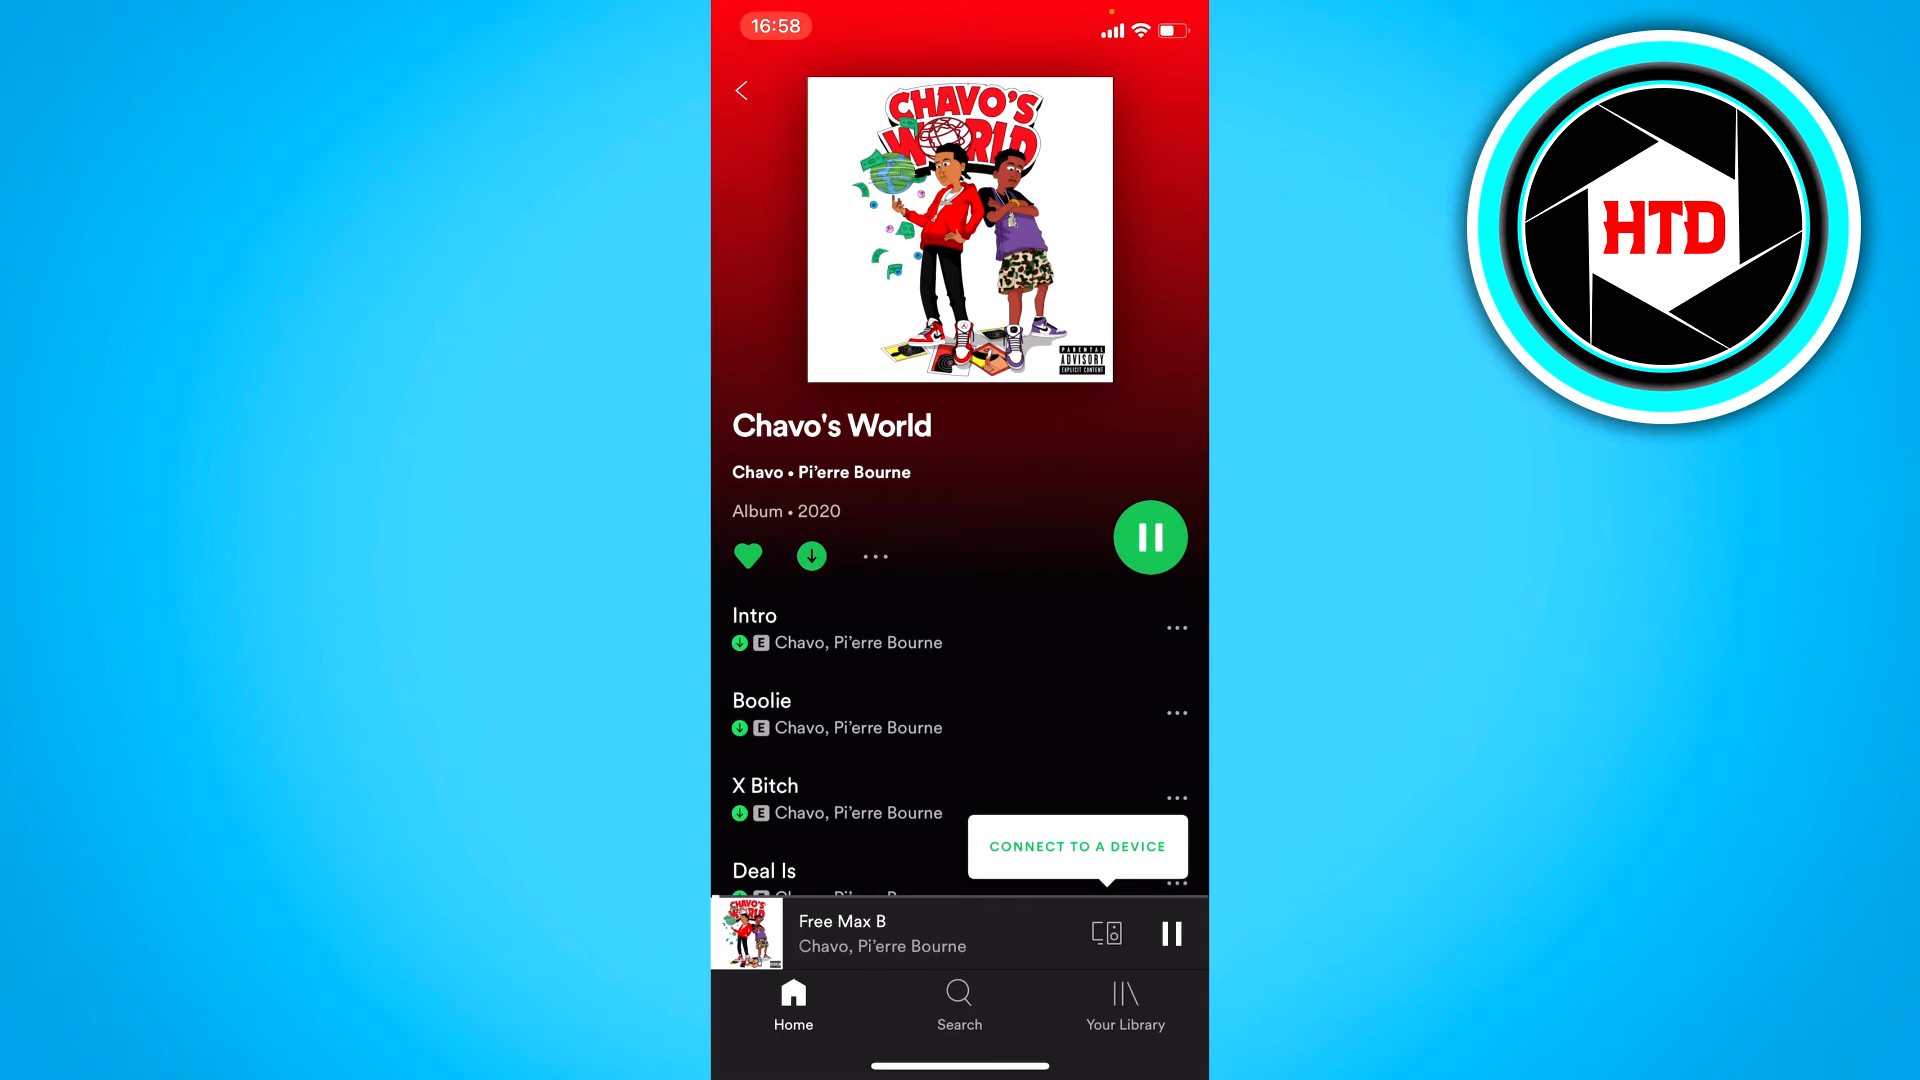 16:58
CHAVO'S
WORLD
PARENTAL
ADVISORY
EXPLICIT CONTENT
HTD
Chavo's World
Chavo • Pi'erre Bourne
Album • 2020
Intro
E Chavo, Pi'erre Bourne
Boolie
E Chavo, Pi'erre Bourne
X Bitch
E Chavo, Pi'erre Bourne
CONNECT TO A DEVICE
Deal Is
CHAVO'S
WORLD
Free Max B
Chavo, Pi'erre Bourne
Home
Search
Your Library